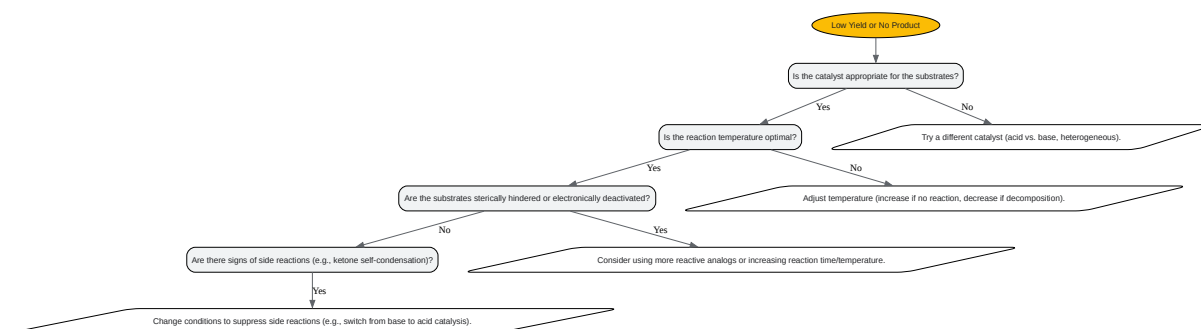 Low Yield or No Product
Is the catalyst appropriate for the substrates?
Yes
No
Is the reaction temperature optimal?
Try a different catalyst (acid vs. base, heterogeneous).
Yes
No
Are the substrates sterically hindered or electronically deactivated?
Adjust temperature (increase if no reaction, decrease if decomposition).
No
Yes
Are there signs of side reactions (e.g., ketone self-condensation)?
Consider using more reactive analogs or increasing reaction time/temperature.
Yes
Change conditions to suppress side reactions (e.g., switch from base to acid catalysis).